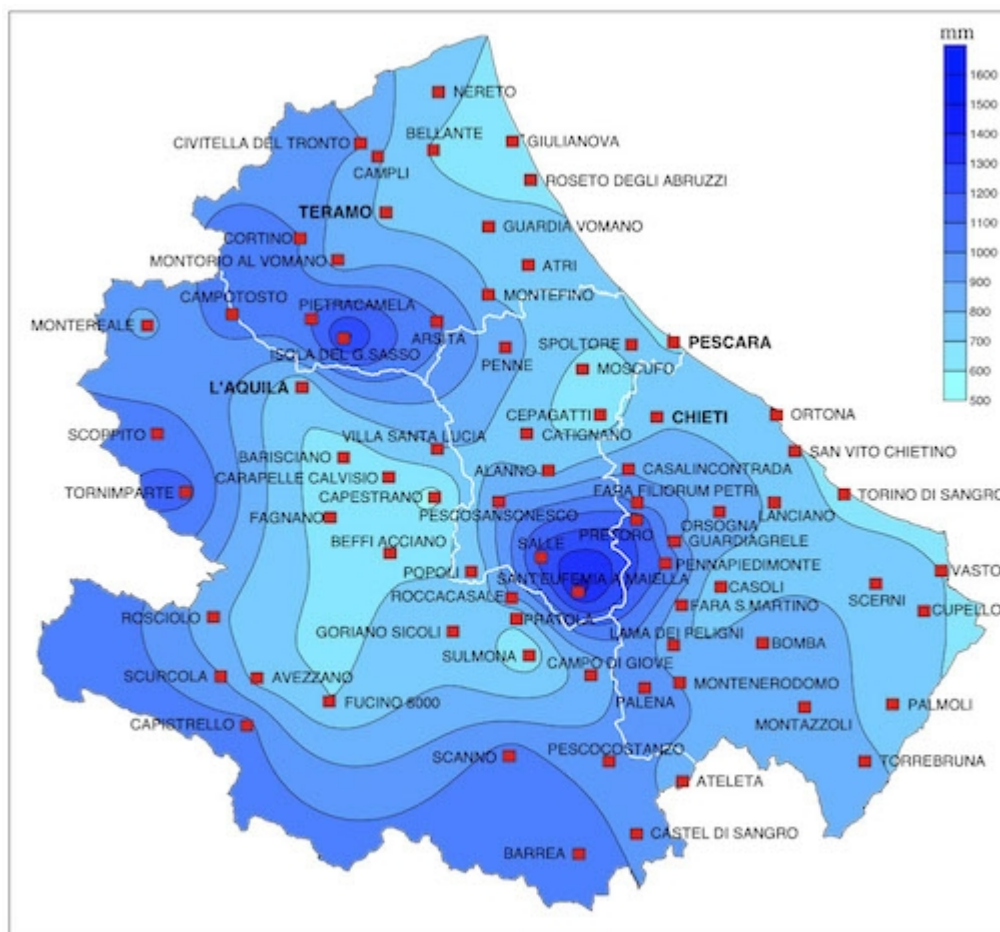 mm
1600
1400
1300
1200
1100
1000
900
800
700
600
500
NERETO
CIVITELLA DEL TRONTO
BELLANTE
GIULIANOVA
CAMPLI
ROSETO DEGLI ABRUZZI
TERAMO
GUARDIA VOMANO
CORTINO
MONTORIO AL VOMANO
ATRI
CAMPOTOSTO
PIETRACAMELA
MONTEFINO
MONTEREALE
ARSITA
ISOLA DEL G.SASSO
SPOLTORE
PESCARA
PENNE
MOSCUFO
L'AQUILA
CEPAGATTI
CHIETI
ORTONA
SCOPPITO
VILLA SANTA LUCIA
CATIGNANO
SAN VITO CHIETINO
BARISCIANO
ALANNO
CASALINCONTRADA
CARAPELLE CALVISIO
TORNIMPARTE
CAPESTRANO
FARA FILIORUM PETRI
TORINO DI SANGRO
FAGNANO
PESCOSANSONESCO
LANCIANO
ORSOGNA
PRETORO
BEFFI ACCIANO
SALLE
GUARDIAGRELE
POPOLI
PENNAPIEDIMONTE
VASTO
SANT'EUFEMIA A MAIELLA
CASOLI
ROCCACASALE
SCERNI
FARA S.MARTINO
CUPELLO
ROSCIOLO
PRATOLA
GORIANO SICOLI
LAMA DEI PELIGNI
BOMBA
SULMONA
CAMPO DI GIOVE
SCURCOLA
AVEZZANO
MONTENERODOMO
PALENA
FUCINO 8000
PALMOLI
MONTAZZOLI
CAPISTRELLO
PESCOCOSTANZO
SCANNO
TORREBRUNA
ATELETA
CASTEL DI SANGRO
BARREA